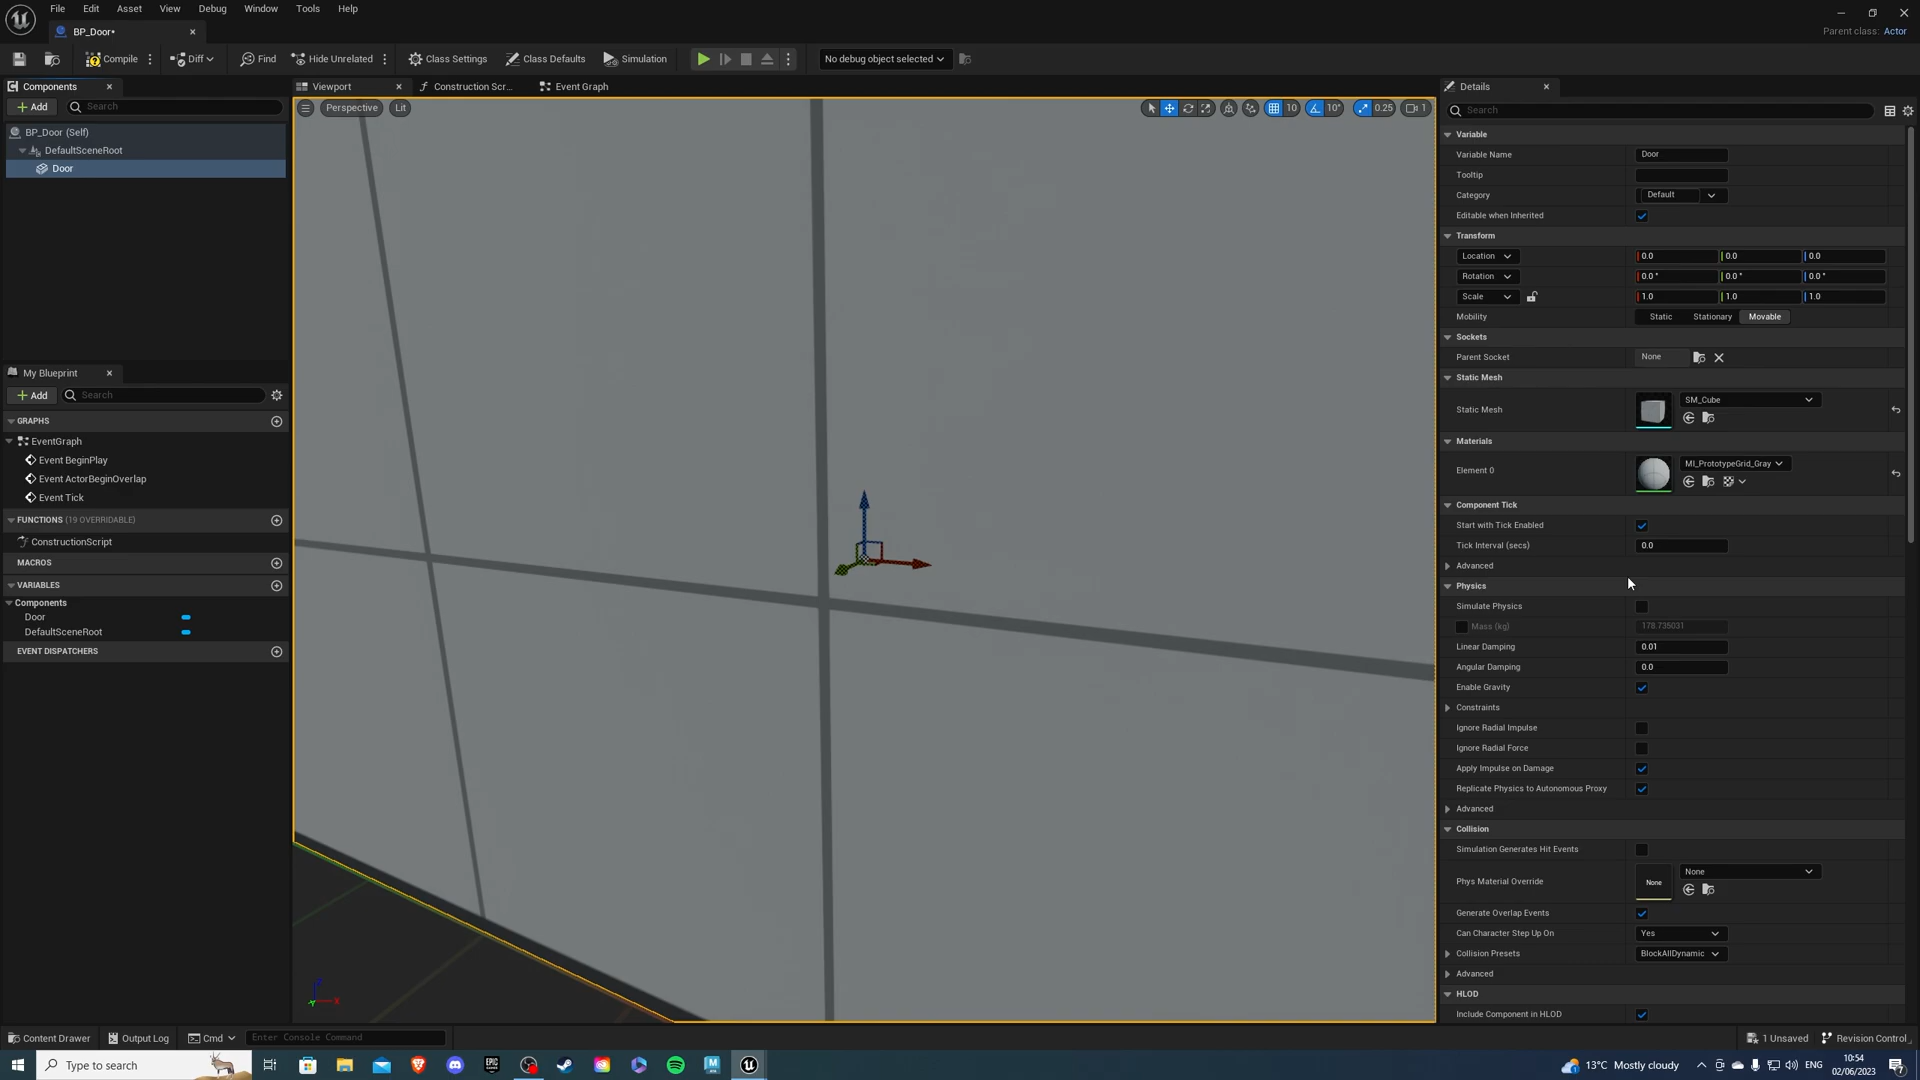 File Edit Asset View Debug Window Tools Help
BP_Door•
Parent class: Actor
Compile Diff Find Hide Unrelated Class Settings Class Defaults Simulation No debug object selected
Components
Add Search
BP_Door (Self)
DefaultSceneRoot
Door
My Blueprint
Add Search
GRAPHS
EventGraph
Event BeginPlay
Event ActorBeginOverlap
Event Tick
FUNCTIONS (19 OVERRIDABLE)
ConstructionScript
MACROS
VARIABLES
Components
Door
DefaultSceneRoot
EVENT DISPATCHERS
Viewport Construction Scr... Event Graph
Perspective Lit 10 10° 0.25 1
Z
X
Y
Details
Search
Variable
Variable Name Door
Tooltip
Category Default
Editable when Inherited
Transform
Location 0.0 0.0 0.0
Rotation 0.0 ° 0.0 ° 0.0 °
Scale 1.0 1.0 1.0
Mobility Static Stationary Movable
Sockets
Parent Socket None
Static Mesh
Static Mesh SM_Cube
Materials
Element 0 MI_PrototypeGrid_Gray
Component Tick
Start with Tick Enabled
Tick Interval (secs) 0.0
Advanced
Physics
Simulate Physics
Mass (kg) 178.735031
Linear Damping 0.01
Angular Damping 0.0
Enable Gravity
Constraints
Ignore Radial Impulse
Ignore Radial Force
Apply Impulse on Damage
Replicate Physics to Autonomous Proxy
Advanced
Collision
Simulation Generates Hit Events
Phys Material Override None None
Generate Overlap Events
Can Character Step Up On Yes
Collision Presets BlockAllDynamic
Advanced
HLOD
Include Component in HLOD
Content Drawer Output Log Cmd Enter Console Command 1 Unsaved Revision Control
Type to search EPIC GAMES M 13°C Mostly cloudy ENG 10:54
02/06/2023 7